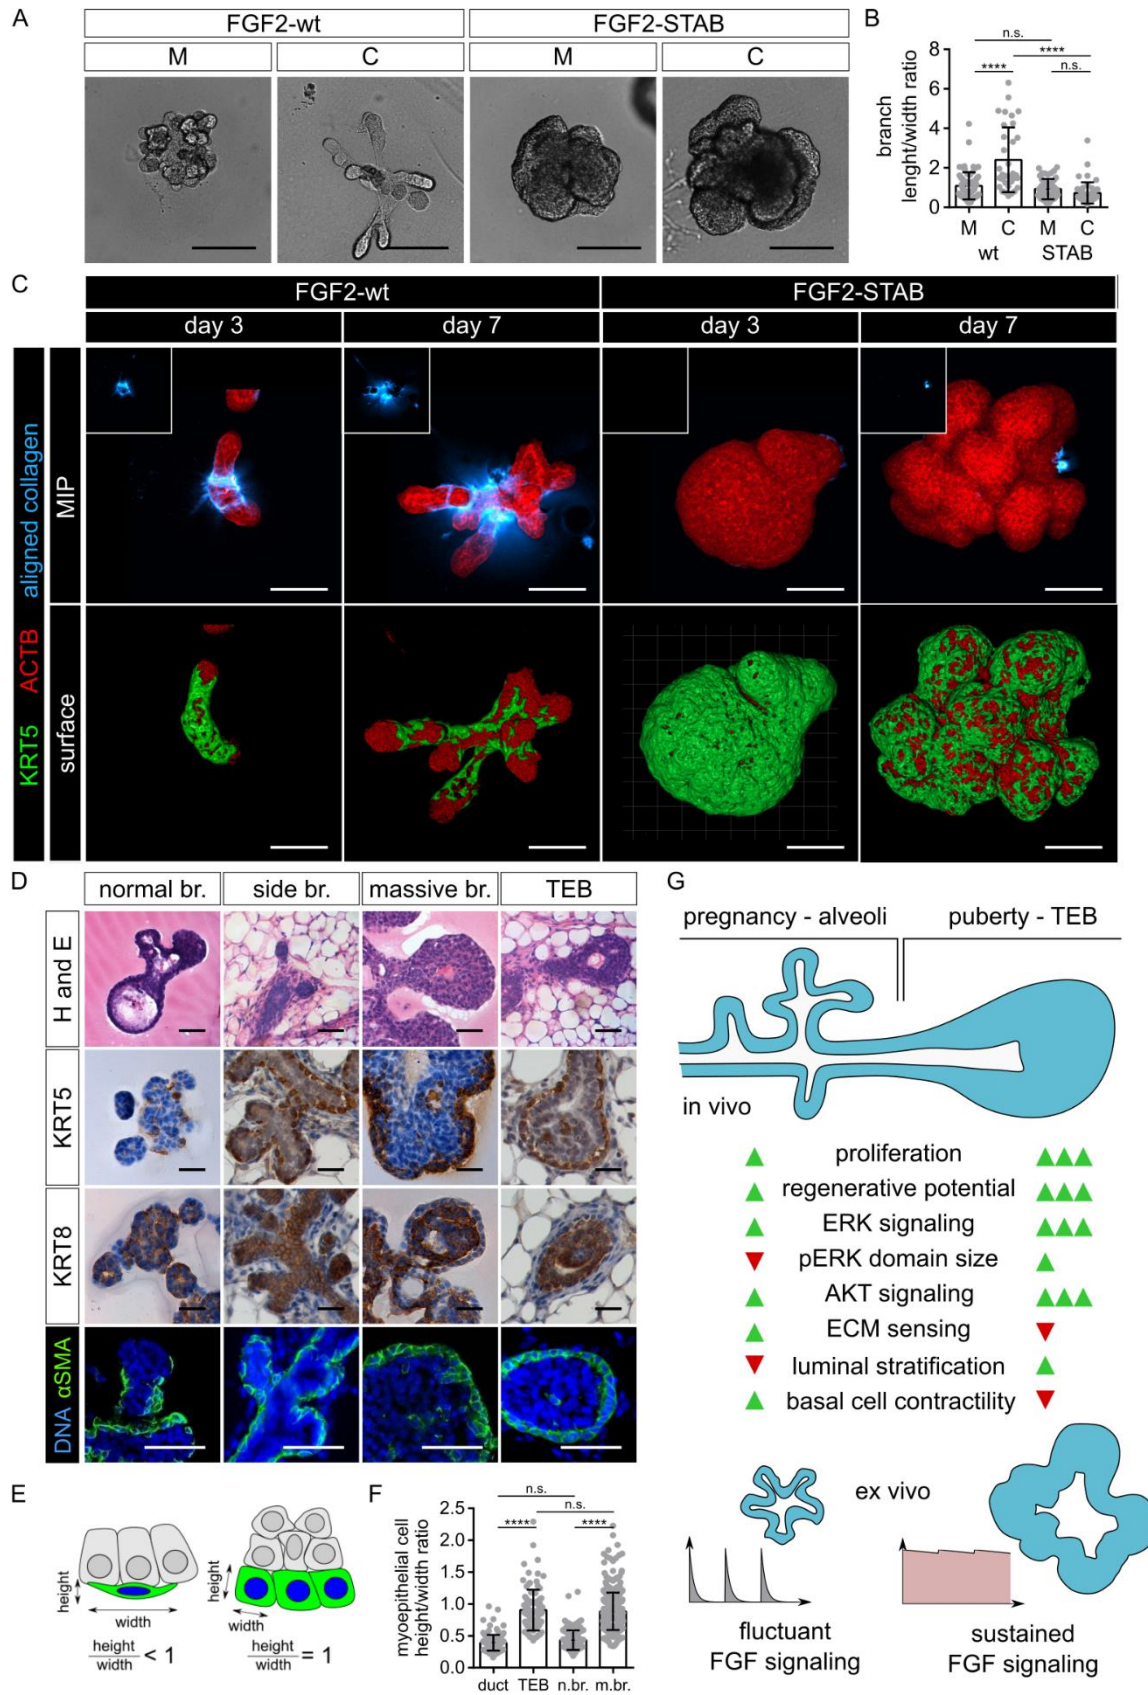 A
FGF2-wt
FGF2-STAB
M
C
M
C
B
n.s.
****
****
n.s.
branch
lenght/width ratio
8
6
4
2
0
M
C
M
C
wt
STAB
C
FGF2-wt
FGF2-STAB
day 3
day 7
day 3
day 7
KRT5 ACTB aligned collagen
MIP
surface
D
normal br.
side br.
massive br.
TEB
H and E
KRT5
KRT8
DNA αSMA
E
height
width
height
width < 1
height
width
height
width = 1
F
n.s.
n.s.
****
****
myoepithelial cell
height/width ratio
2.5
2.0
1.5
1.0
0.5
0.0
duct
TEB
n.br.
m.br.
G
pregnancy - alveoli
puberty - TEB
in vivo
proliferation
regenerative potential
ERK signaling
pERK domain size
AKT signaling
ECM sensing
luminal stratification
basal cell contractility
ex vivo
fluctuant
FGF signaling
sustained
FGF signaling